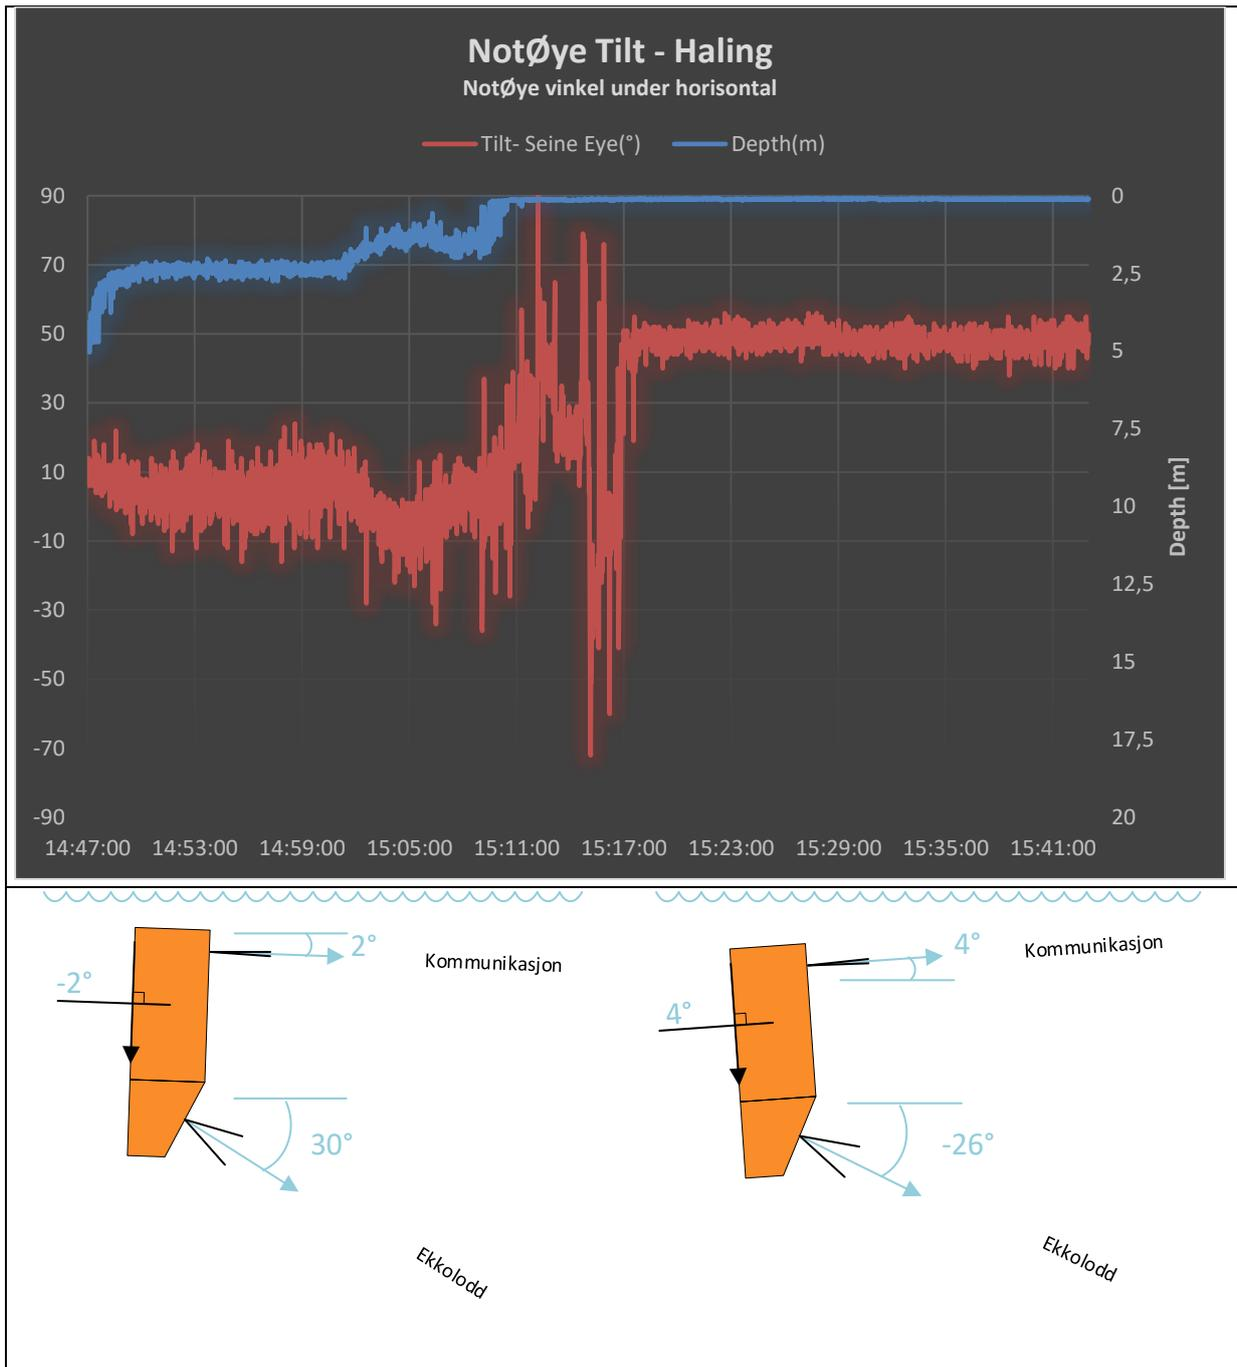 NotØye Tilt - Haling
NotØye vinkel under horisontal
Tilt- Seine Eye(°) Depth(m)
90
70
50
30
10
-10
-30
-50
-70
-90
0
2,5
5
7,5
10
12,5
15
17,5
20
Depth [m]
14:47:00 14:53:00 14:59:00 15:05:00 15:11:00 15:17:00 15:23:00 15:29:00 15:35:00 15:41:00
2°
Kommunikasjon
-2°
30°
Ekkolodd
4°
Kommunikasjon
4°
-26°
Ekkolodd